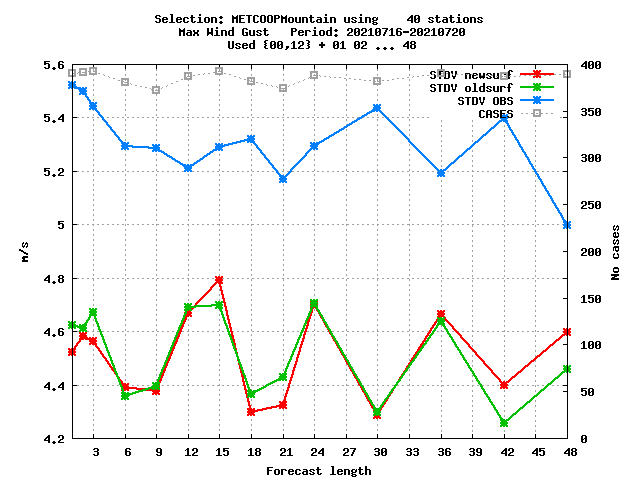 Selection: METCOOPMountain using    40 stations
Max Wind Gust   Period: 20210716-20210720
Used {00,12} + 01 02 ... 48
STDV newsurf
STDV oldsurf
STDV OBS
CASES
5.6
5.4
5.2
5
4.8
4.6
4.4
4.2
m/s
400
350
300
250
200
150
100
50
0
No cases
3 6 9 12 15 18 21 24 27 30 33 36 39 42 45 48
Forecast length